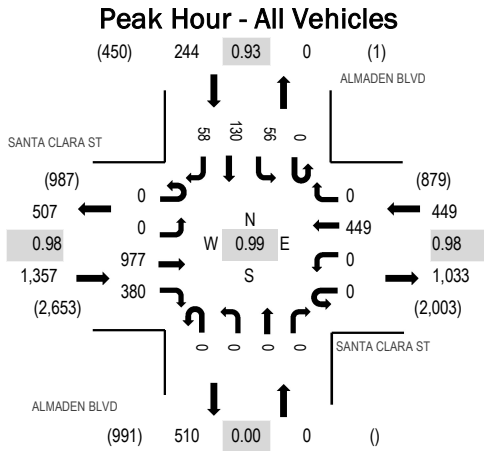 Peak Hour - All Vehicles
(450) 244 0.93 0 (1)
ALMADEN BLVD
58 130 56 0
SANTA CLARA ST
(987) (879)
0 0
507 449
0 449
N
0.98 W 0.99 E 0.98
977 0
S
1,357 1,033
380 0
(2,653) (2,003)
0 0 0 0
SANTA CLARA ST
ALMADEN BLVD
(991) 510 0.00 0 ()